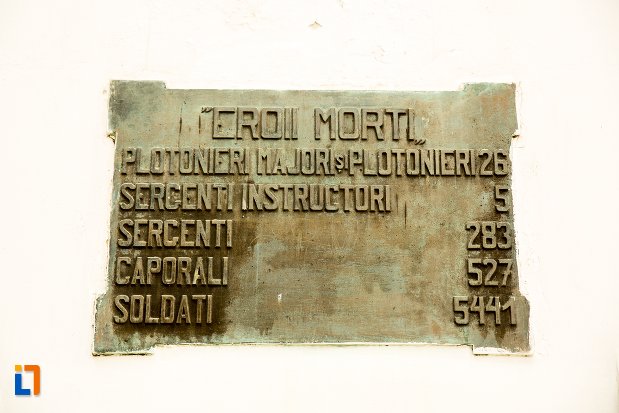 "EROII MORTI„
PLOTONIERI MAJORI ȘI PLOTONIERI 26
SERGENTI INSTRUCTORI 5
SERGENTI 283
CAPORALI 527
SOLDATI 5441